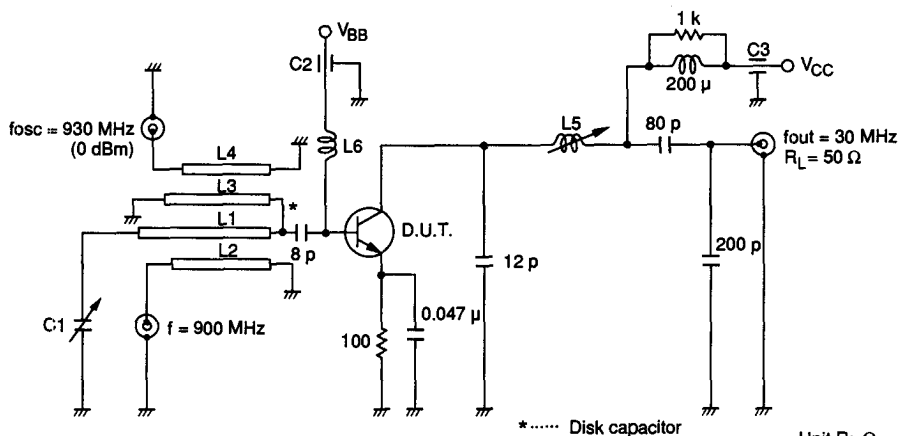 1 k
V_BB
C2
C3
V_CC
200 μ
fosc = 930 MHz
(0 dBm)
L6
L5
80 p
fout = 30 MHz
R_L = 50 Ω
L4
L3
*
L1
8 p
D.U.T.
L2
12 p
200 p
C1
f = 900 MHz
100
0.047 μ
*...... Disk capacitor